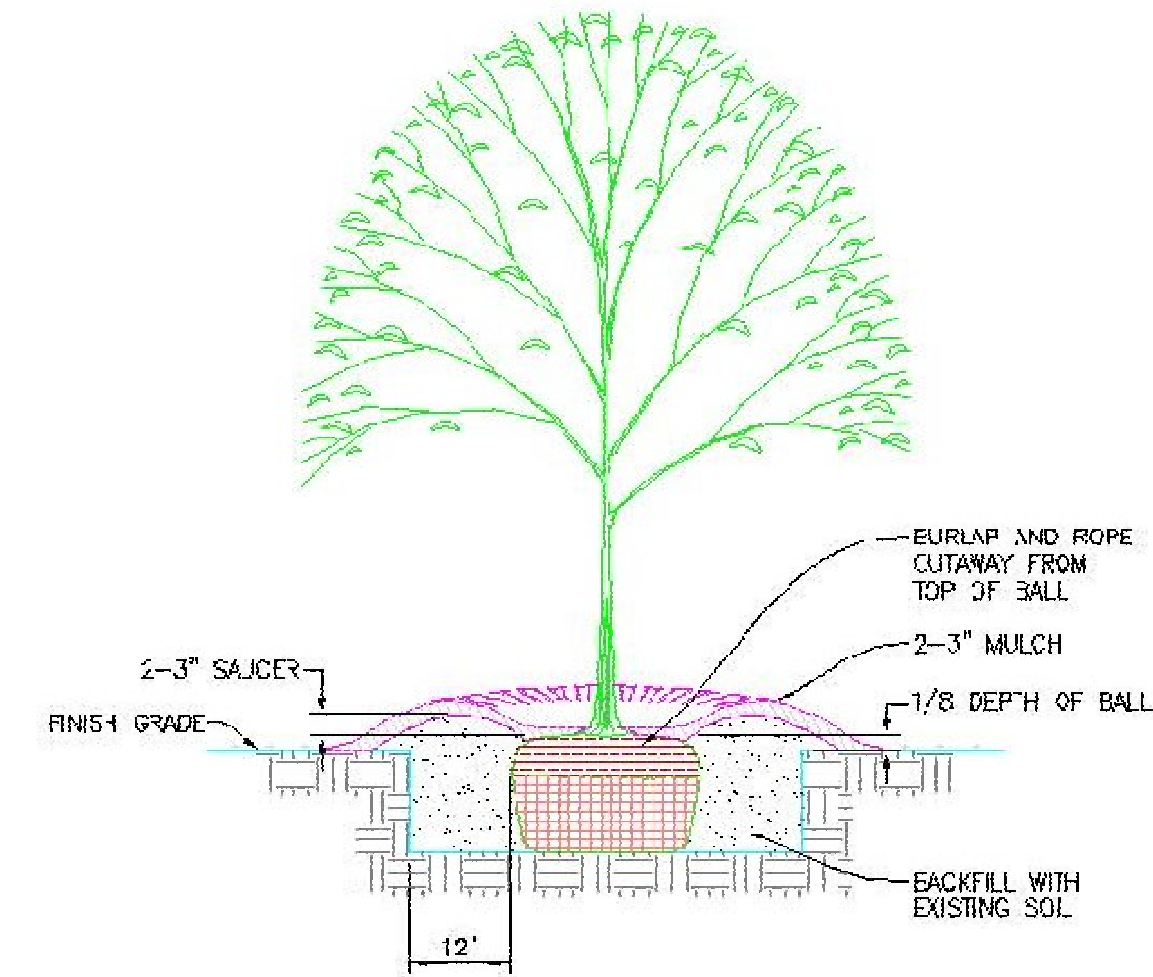 BURLAP AND ROPE
CUTAWAY FROM
TOP OF BALL
2-3" MULCH
2-3" SAUCER
1/8 DEPTH OF BALL
FINISH GRADE
BACKFILL WITH
EXISTING SOIL
12'